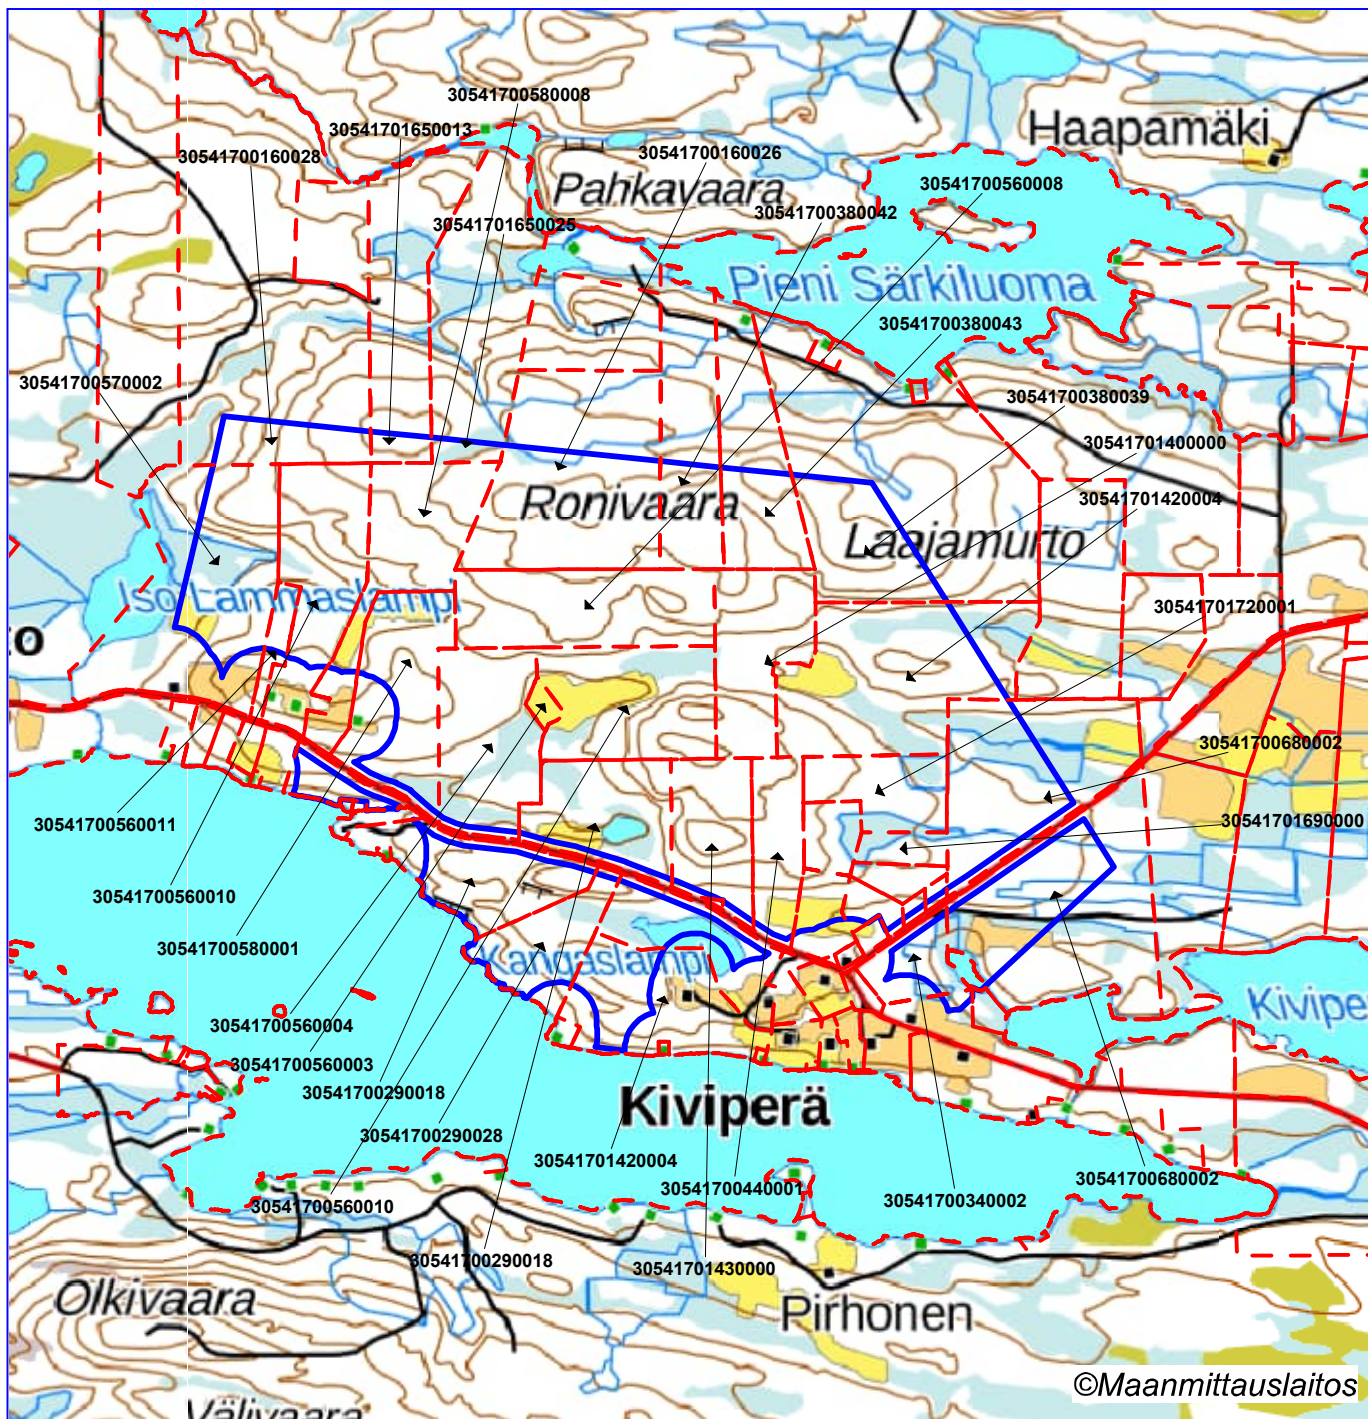 30541700580008
30541701650013
Haapamäki
30541700160028
30541700160026
Pahkavaara
30541700560008
30541700380042
30541701650025
Pieni Särkiluoma
30541700380043
30541700570002
30541700380039
30541701400000
Ronivaara
30541701420004
Laajamurto
Iso Lammaslampi
30541701720001
to
30541700680002
30541700560011
30541701690000
30541700560010
30541700580001
Kangaslampi
Kivipe
30541700560004
30541700560003
30541700290018
Kiviperä
30541700290028
30541701420004
30541700680002
30541700440001
30541700340002
30541700560010
30541700290018
30541701430000
Olkivaara
Pirhonen
©Maanmittauslaitos
Välivaara